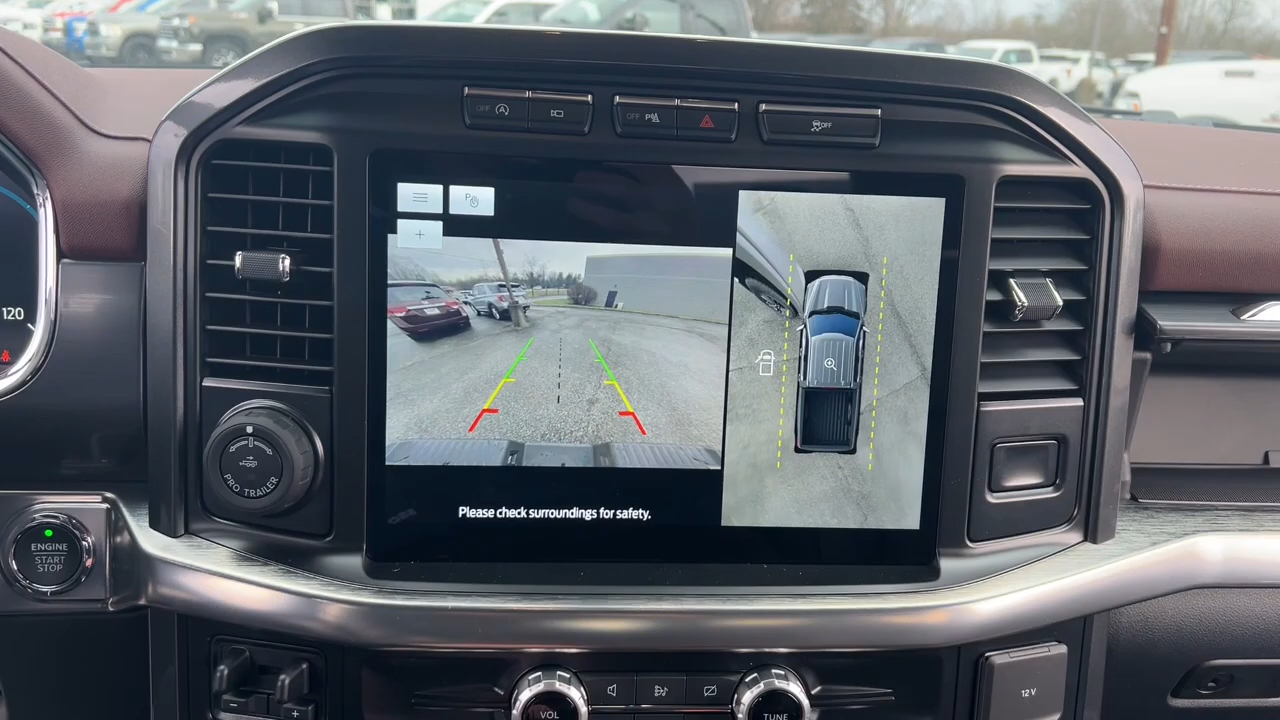 OFF
OFF P
OFF
P
+
120
PRO TRAILER
Please check surroundings for safety.
ENGINE
START
STOP
- +
VOL
TUNE
12V